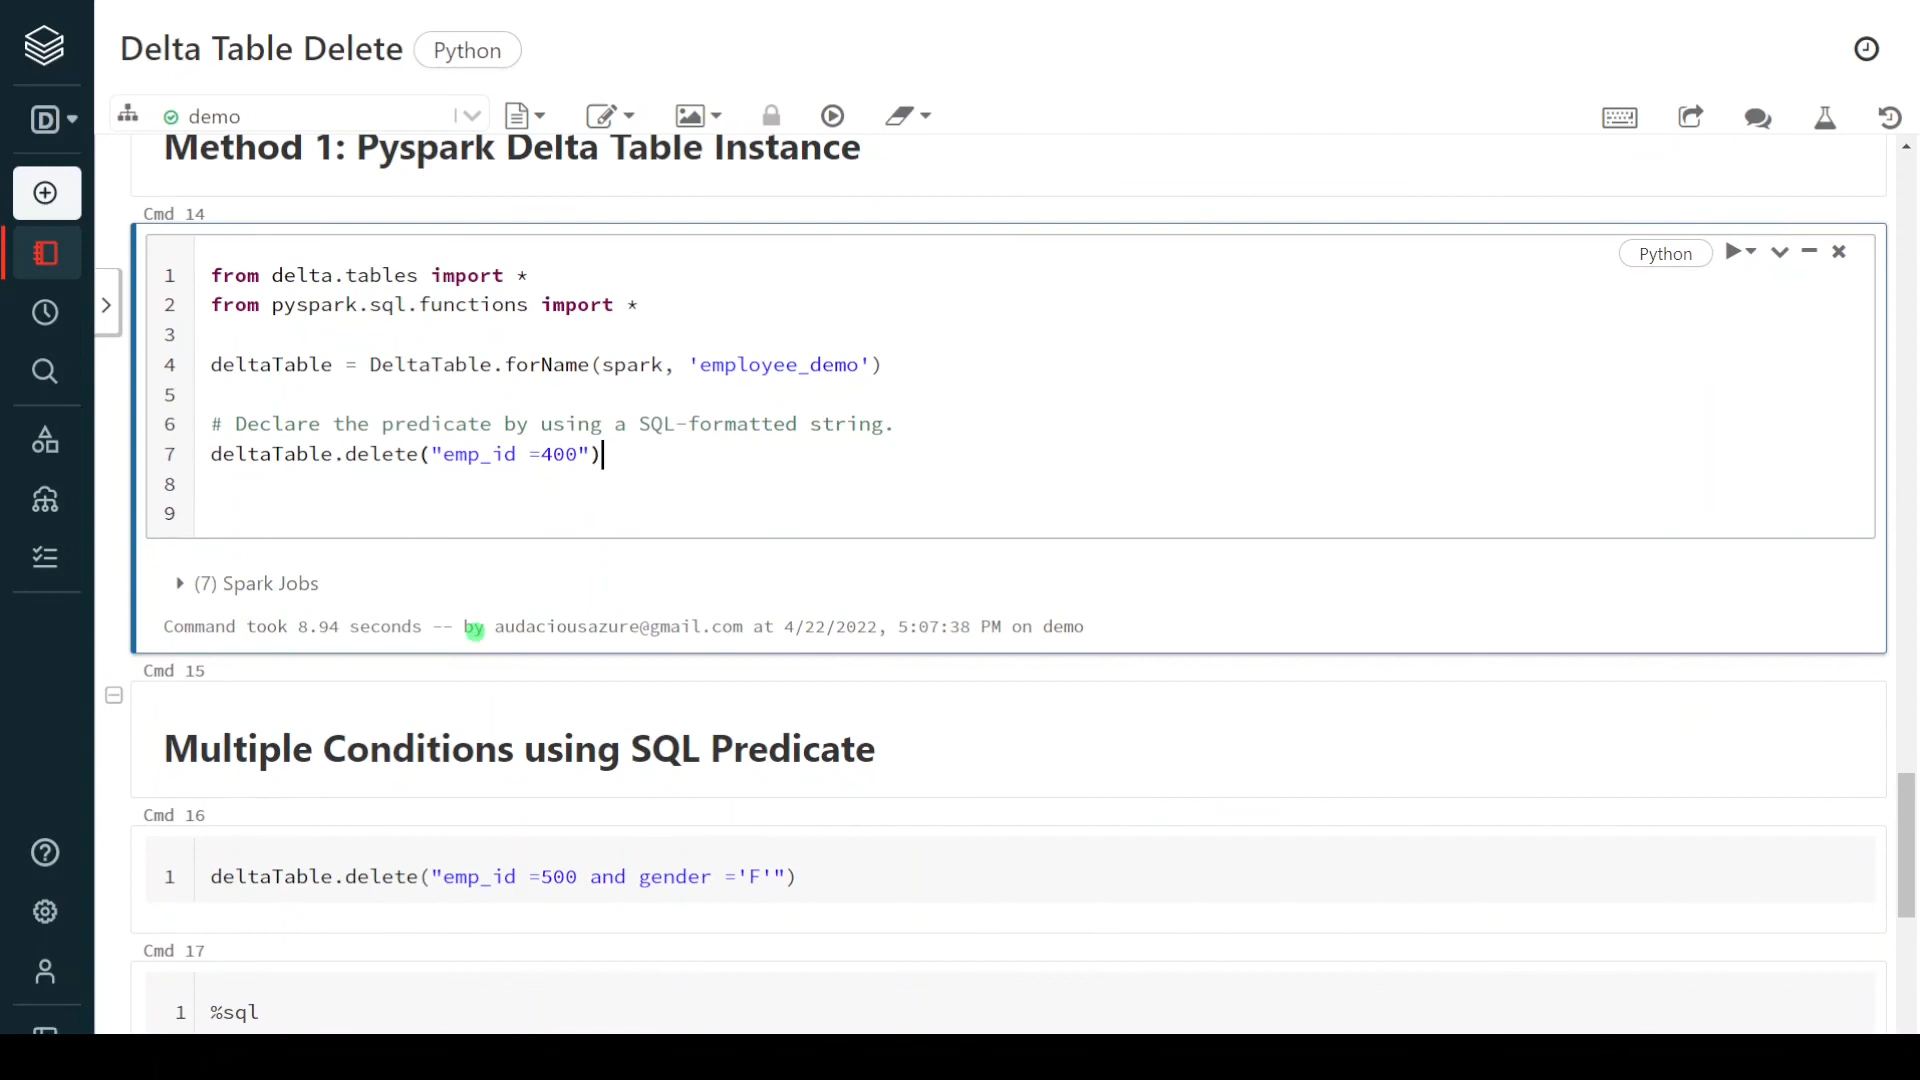 Delta Table Delete Python
demo
Method 1: Pyspark Delta Table Instance
Cmd 14
Python
1 from delta.tables import *
2 from pyspark.sql.functions import *
3
4 deltaTable = DeltaTable.forName(spark, 'employee_demo')
5
6 # Declare the predicate by using a SQL-formatted string.
7 deltaTable.delete("emp_id =400")
8
9
(7) Spark Jobs
Command took 8.94 seconds -- by audaciousazure@gmail.com at 4/22/2022, 5:07:38 PM on demo
Cmd 15
Multiple Conditions using SQL Predicate
Cmd 16
1 deltaTable.delete("emp_id =500 and gender ='F'")
Cmd 17
1 %sql